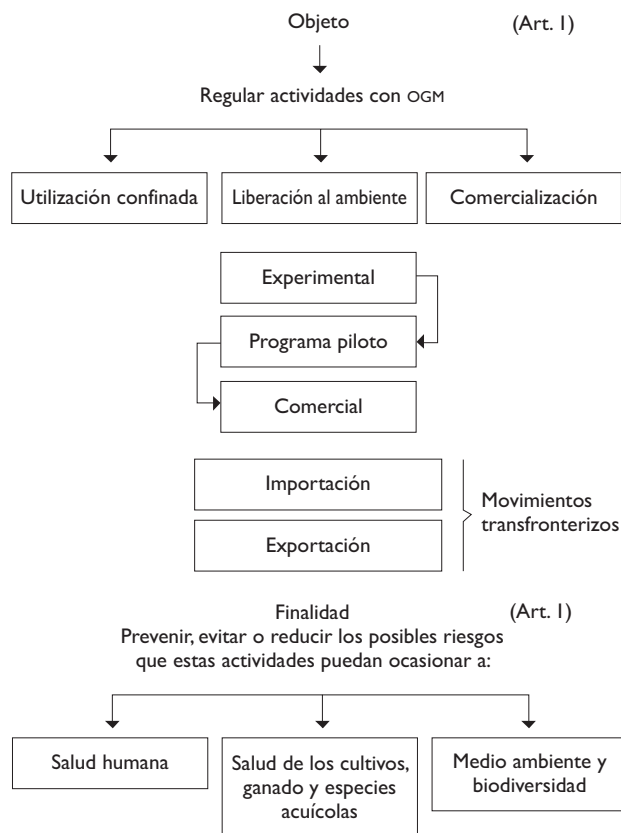 Objeto (Art. 1)
Regular actividades con OGM
Utilización confinada
Liberación al ambiente
Comercialización
Experimental
Programa piloto
Comercial
Importación
Exportación
Movimientos
transfronterizos
Finalidad (Art. 1)
Prevenir, evitar o reducir los posibles riesgos
que estas actividades puedan ocasionar a:
Salud humana
Salud de los cultivos,
ganado y especies
acuícolas
Medio ambiente y
biodiversidad